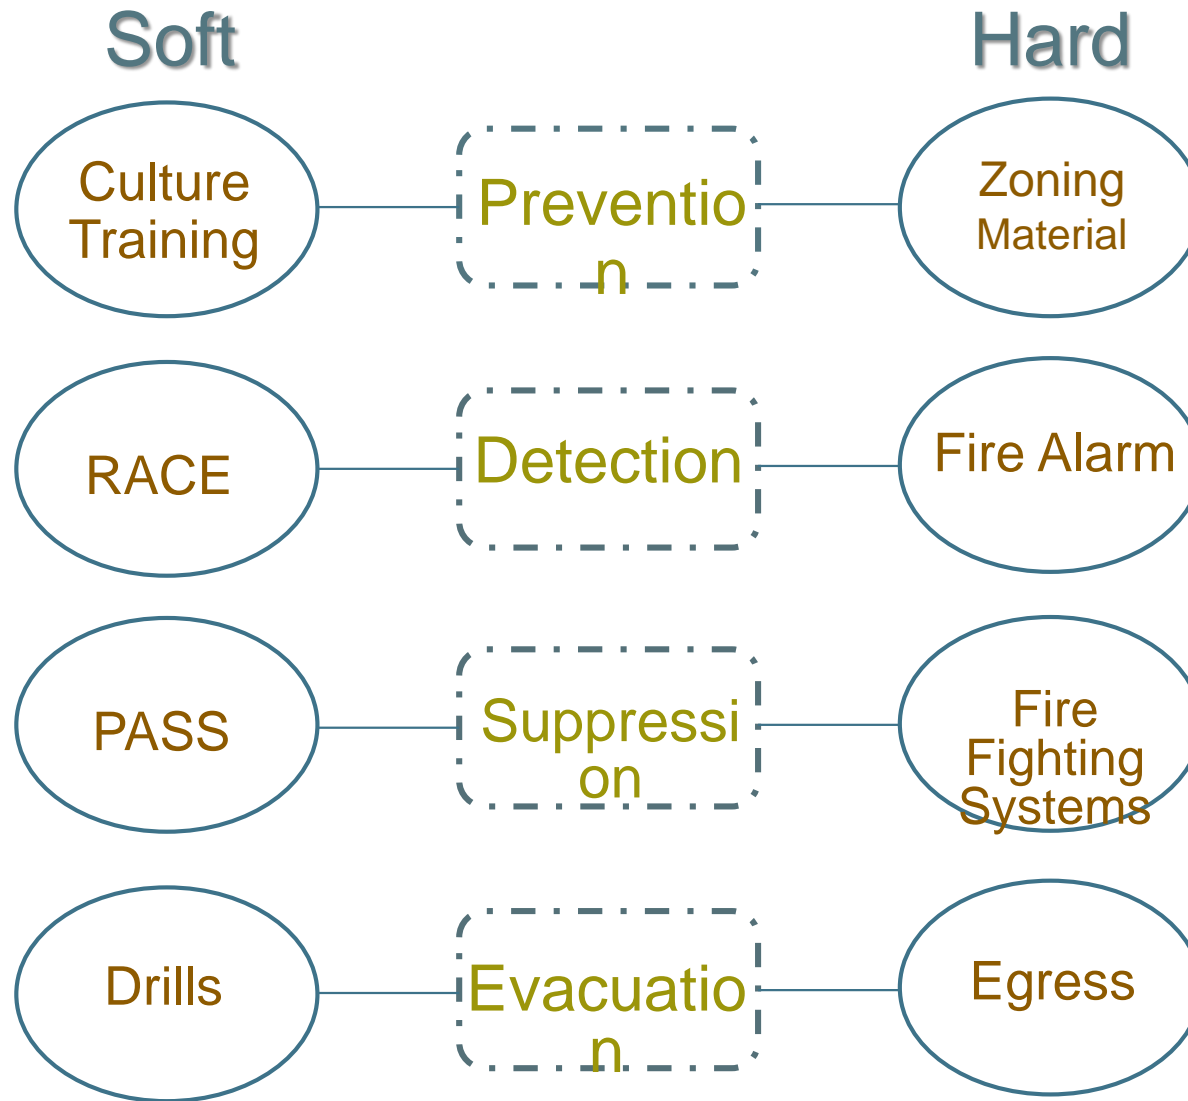 Soft
Hard
Culture
Training
Preventio
n
Zoning
Material
RACE
Detection
Fire Alarm
PASS
Suppressi
on
Fire
Fighting
Systems
Drills
Evacuatio
n
Egress